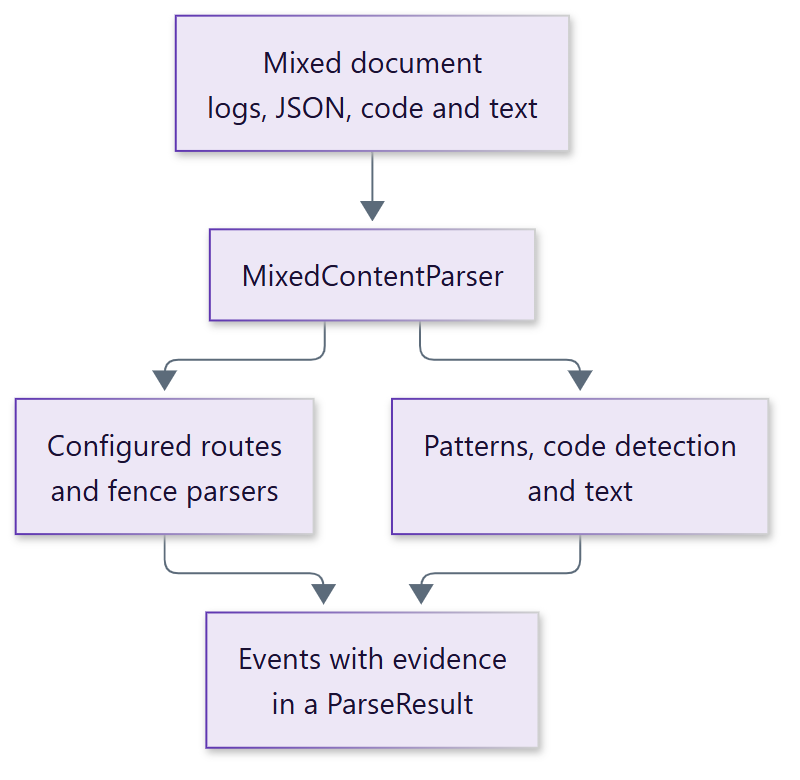 Mixed document
logs, JSON, code and text
MixedContentParser
Configured routes
and fence parsers
Patterns, code detection
and text
Events with evidence
in a ParseResult